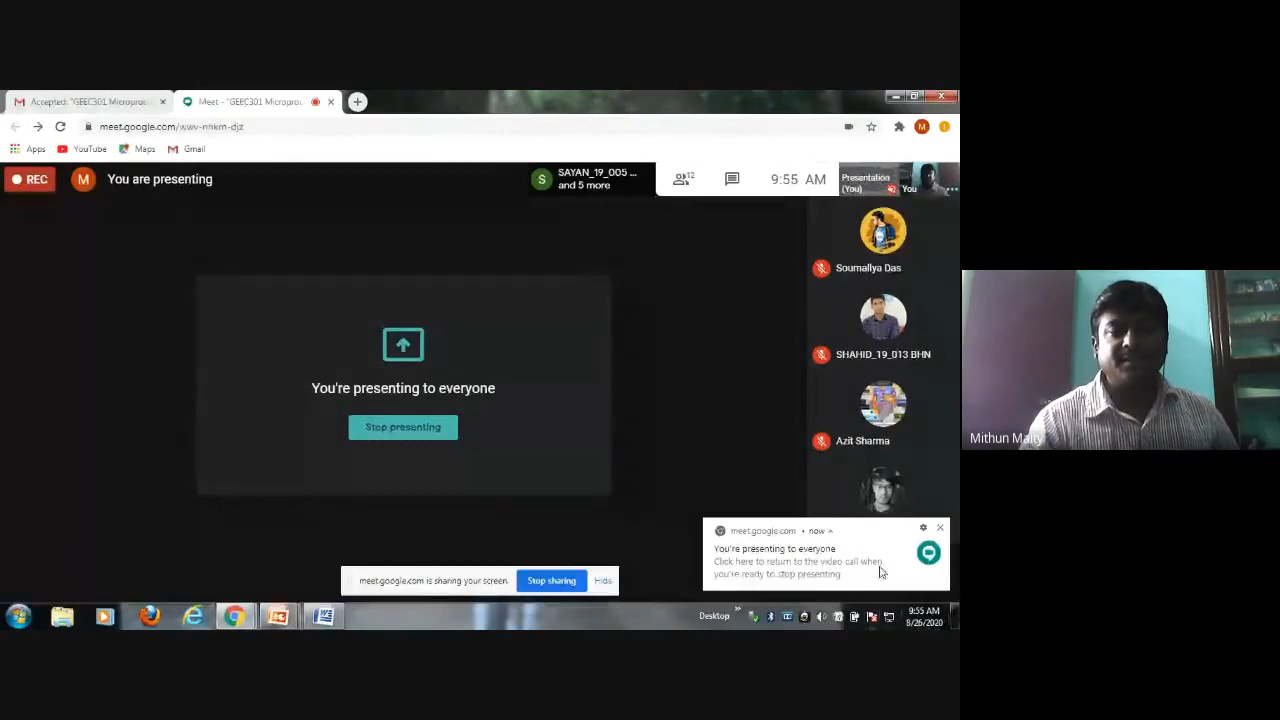 Accepted: "GEEC301 Microproc
Meet - "GEEC301 Microproc
meet.google.com/wwv-nhkm-djz
M
Apps
YouTube
Maps
Gmail
REC
M
You are presenting
S
SAYAN_19_005 ...
and 5 more
12
9:55 AM
Presentation
(You)
You
Soumallya Das
SHAHID_19_013 BHN
Azit Sharma
You're presenting to everyone
Stop presenting
Mithun Maity
meet.google.com • now
You're presenting to everyone
Click here to return to the video call when
you're ready to stop presenting
meet.google.com is sharing your screen.
Stop sharing
Hide
Desktop
9:55 AM
8/26/2020